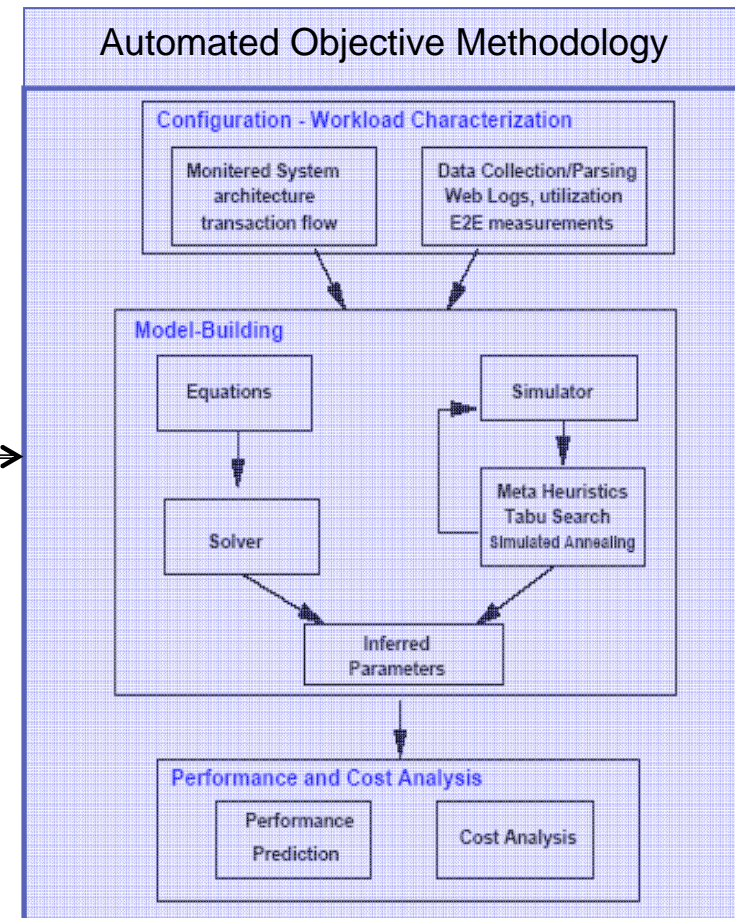 Automated Objective Methodology
Configuration - Workload Characterization
Monitered System
architecture
transaction flow
Data Collection/Parsing
Web Logs, utilization
E2E measurements
Model-Building
Equations
Simulator
Solver
Meta Heuristics
Tabu Search
Simulated Annealing
Inferred
Parameters
Performance and Cost Analysis
Performance
Prediction
Cost Analysis